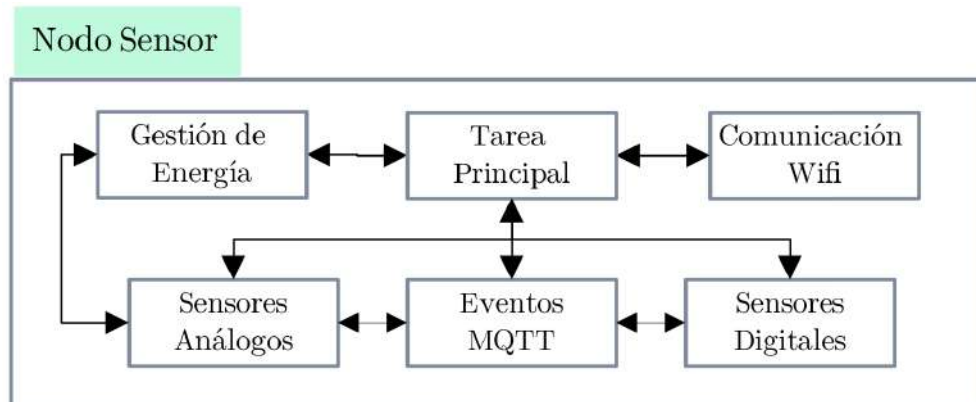 Nodo Sensor
Gestión de
Energía
Tarea
Principal
Comunicación
Wifi
Sensores
Análogos
Eventos
MQTT
Sensores
Digitales